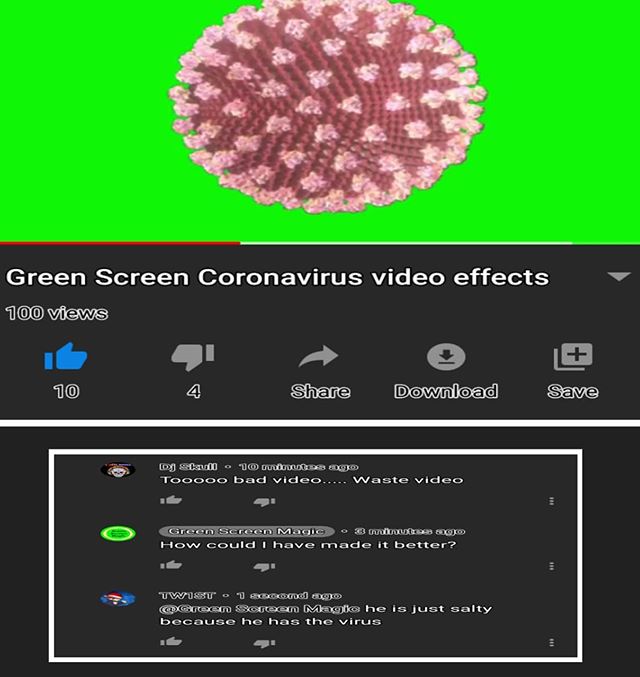 Green Screen Coronavirus video effects
100 views
10 4 Share Download Save
Dj Skull • 10 minutes ago
Tooooo bad video..... Waste video
Green Screen Magic • 3 minutes ago
How could I have made it better?
TW1ST • 1 second ago
@Green Screen Magic he is just salty
because he has the virus